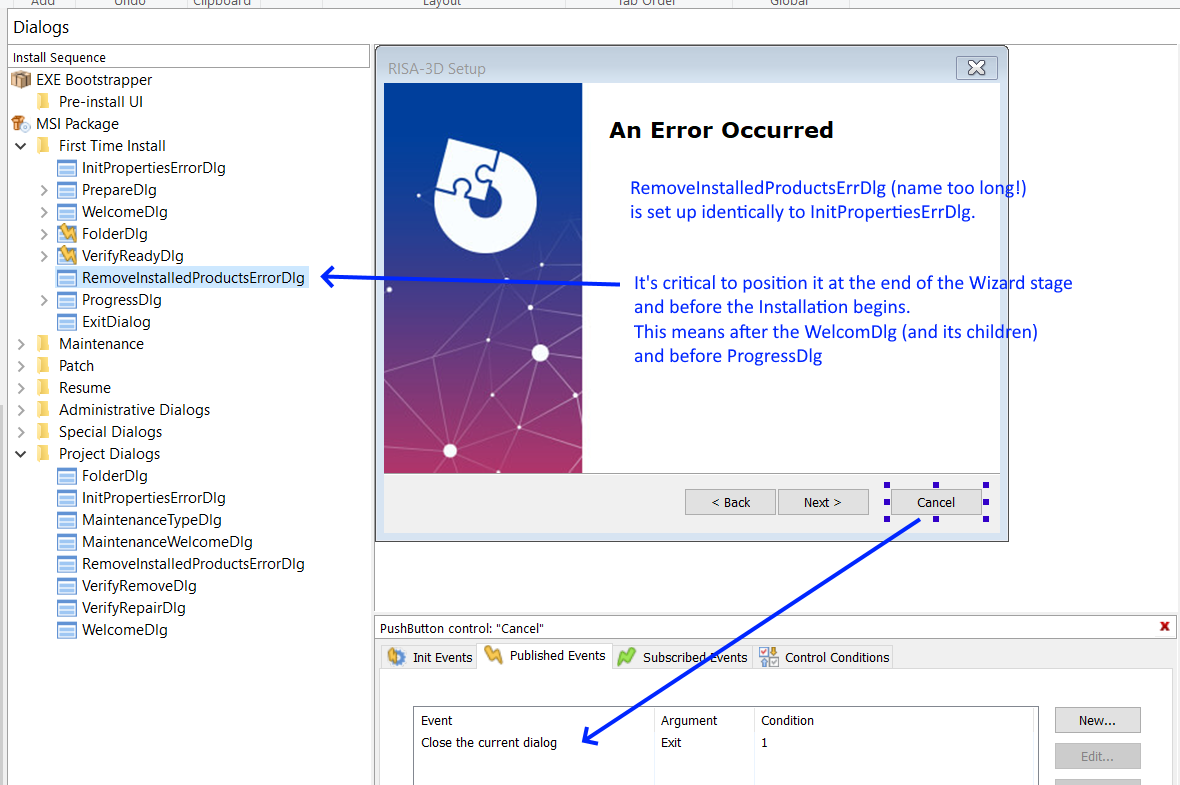 Add Undo Clipboard Layout Tab Order Global
Dialogs
Install Sequence
EXE Bootstrapper
Pre-install UI
MSI Package
First Time Install
InitPropertiesErrorDlg
PrepareDlg
WelcomeDlg
FolderDlg
VerifyReadyDlg
RemoveInstalledProductsErrorDlg
ProgressDlg
ExitDialog
Maintenance
Patch
Resume
Administrative Dialogs
Special Dialogs
Project Dialogs
FolderDlg
InitPropertiesErrorDlg
MaintenanceTypeDlg
MaintenanceWelcomeDlg
RemoveInstalledProductsErrorDlg
VerifyRemoveDlg
VerifyRepairDlg
WelcomeDlg
RISA-3D Setup
An Error Occurred
RemoveInstalledProductsErrDlg (name too long!)
is set up identically to InitPropertiesErrDlg.
It's critical to position it at the end of the Wizard stage
and before the Installation begins.
This means after the WelcomDlg (and its children)
and before ProgressDlg
< Back Next > Cancel
PushButton control: "Cancel"
Init Events Published Events Subscribed Events Control Conditions
Event Argument Condition
Close the current dialog Exit 1
New...
Edit...